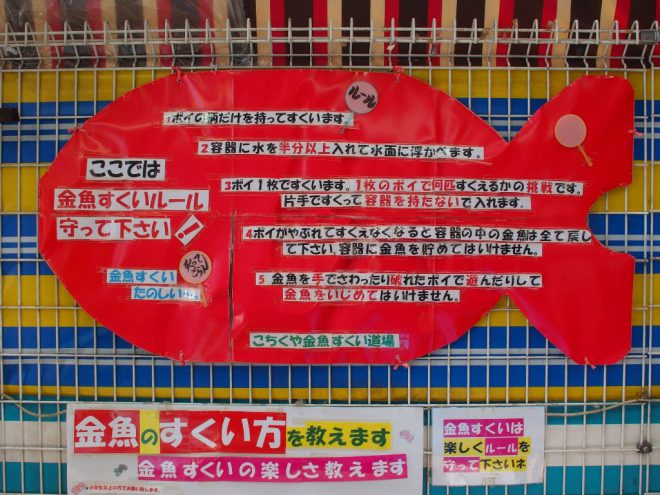 ルール
1ポイの柄だけを持ってすくいます。
2容器に水を半分以上入れて水面に浮かべます。
ここでは
金魚すくいルール
守って下さい!!
3ポイ1枚ですくいます。1枚のポイで何匹すくえるかの挑戦です。
片手ですくって容器を持たないで入れます。
4ポイがやぶれてすくえなくなると容器の中の金魚は全て戻し
て下さい。容器に金魚を貯めてはいけません。
金魚すくい
たのしいな
5 金魚を手でさわったり破れたポイで遊んだりして
金魚をいじめてはいけません。
こちくや金魚すくい道場
金魚のすくい方を教えます
金魚すくいの楽しさ教えます
金魚すくいは
楽しくルールを
守って下さいネ